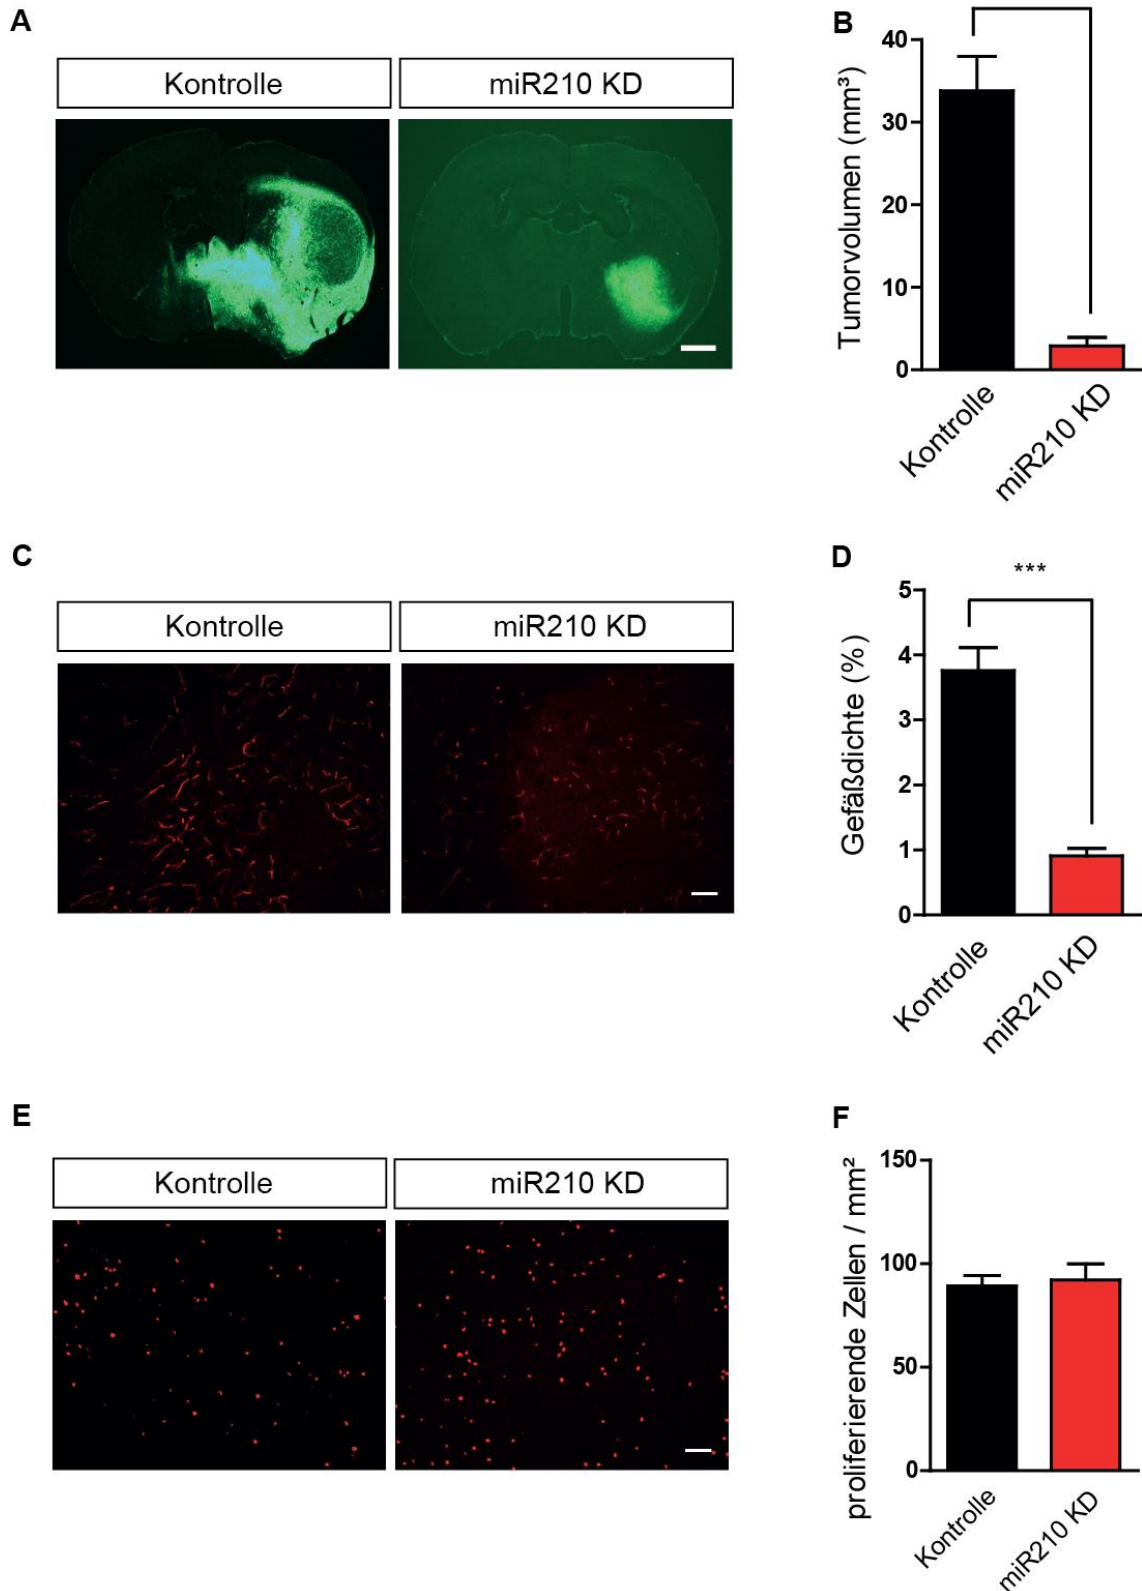 A
Kontrolle
miR210 KD
B
Tumorvolumen (mm³)
40
30
20
10
0
Kontrolle
miR210 KD
C
Kontrolle
miR210 KD
D
***
Gefäßdichte (%)
5
4
3
2
1
0
Kontrolle
miR210 KD
E
Kontrolle
miR210 KD
F
proliferierende Zellen / mm²
150
100
50
0
Kontrolle
miR210 KD